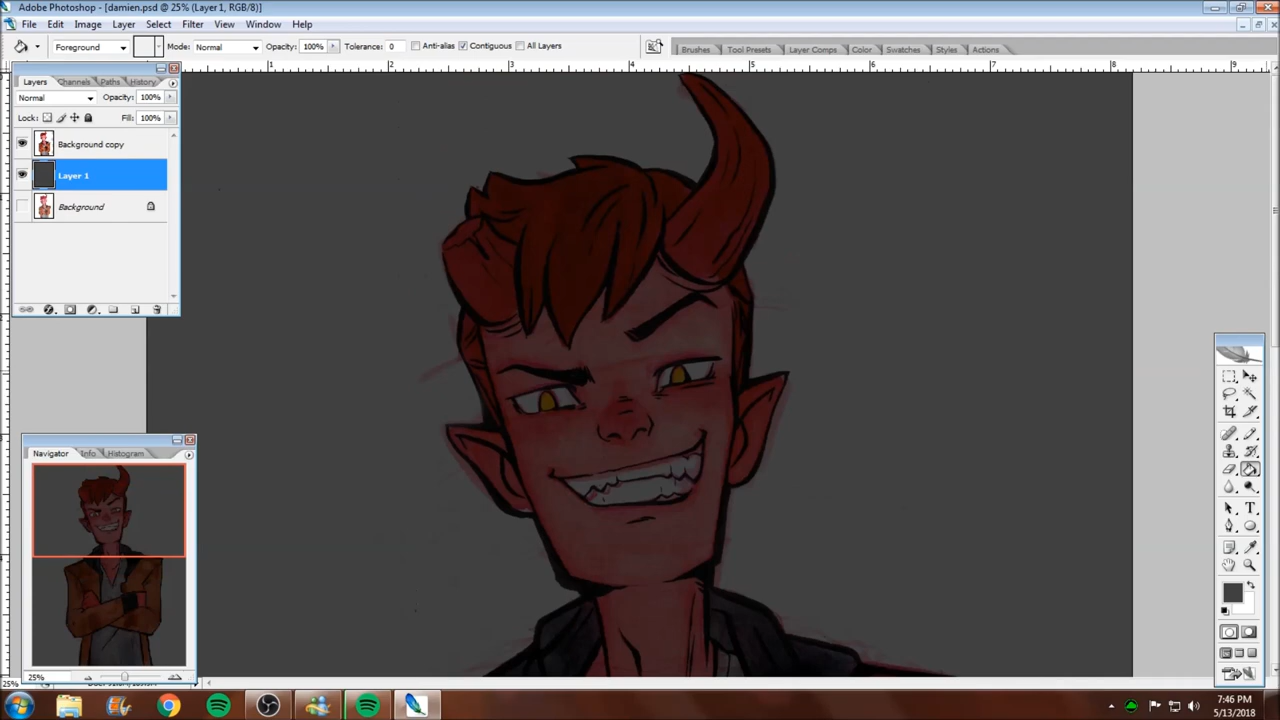 Adobe Photoshop - [damien.psd @ 25% (Layer 1, RGB/8)]
File Edit Image Layer Select Filter View Window Help
Foreground Mode: Normal Opacity: 100% Tolerance: 0 Anti-alias Contiguous All Layers
Brushes Tool Presets Layer Comps Color Swatches Styles Actions
1 2 3 4 5 6 7 8 9
Layers Channels Paths History
Normal Opacity: 100%
Lock: Fill: 100%
Background copy
Layer 1
Background
Navigator Info Histogram
25%
25%
7:46 PM
5/13/2018